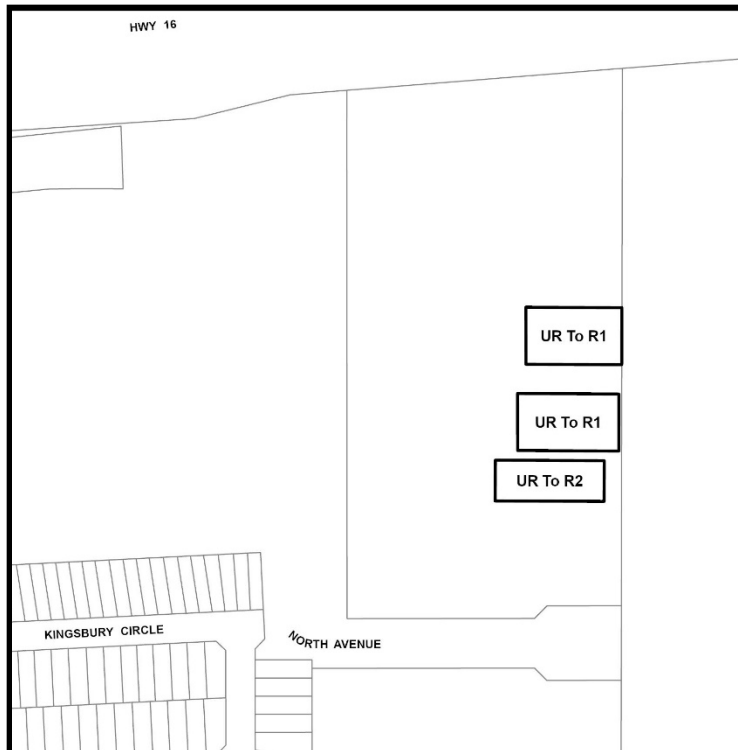 HWY 16
UR To R1
UR To R1
UR To R2
KINGSBURY CIRCLE
NORTH AVENUE